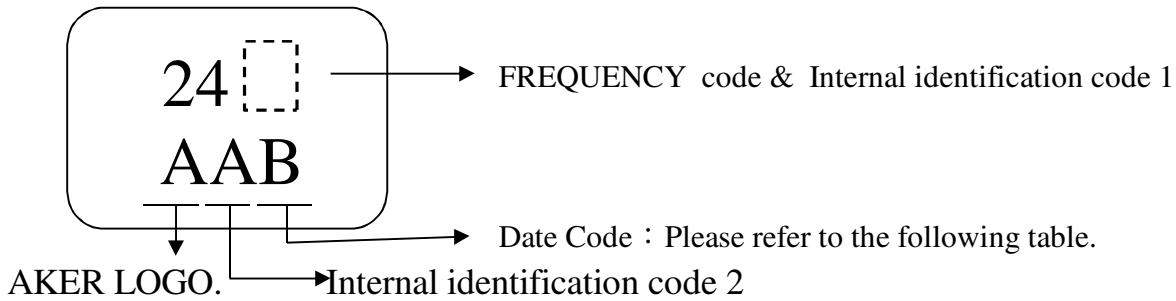 24
FREQUENCY code & Internal identification code 1
AAB
Date Code：Please refer to the following table.
AKER LOGO. Internal identification code 2